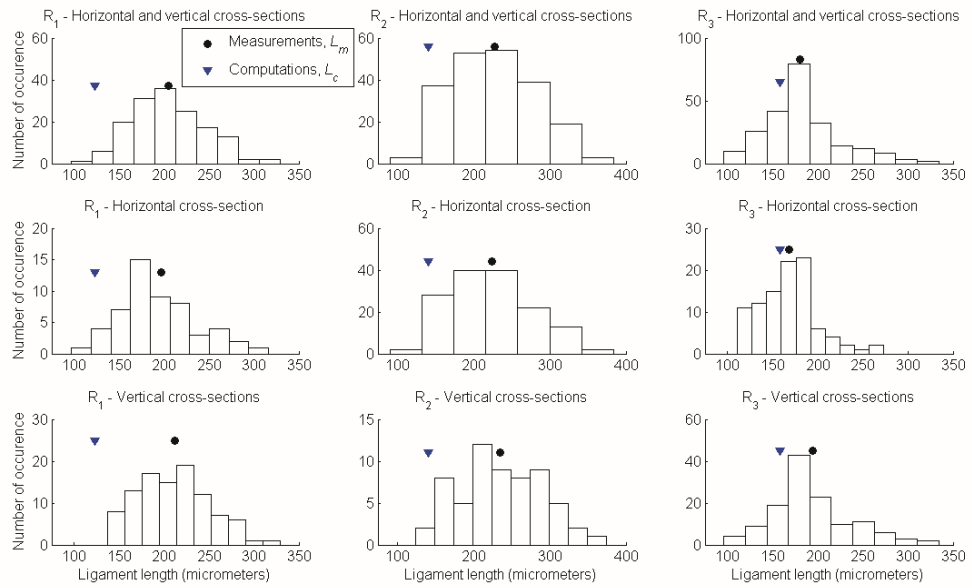 R1 - Horizontal and vertical cross-sections
Number of occurence
60
40
20
0
100 150 200 250 300 350
Measurements, Lm
Computations, Lc
R2 - Horizontal and vertical cross-sections
60
40
20
0
100 200 300 400
R3 - Horizontal and vertical cross-sections
100
50
0
100 150 200 250 300 350
R1 - Horizontal cross-section
Number of occurence
20
15
10
5
0
100 150 200 250 300 350
R2 - Horizontal cross-section
60
40
20
0
100 200 300 400
R3 - Horizontal cross-section
30
20
10
0
100 150 200 250 300 350
R1 - Vertical cross-sections
Number of occurence
30
20
10
0
100 150 200 250 300 350
Ligament length (micrometers)
R2 - Vertical cross-sections
15
10
5
0
100 200 300 400
Ligament length (micrometers)
R3 - Vertical cross-sections
60
40
20
0
100 150 200 250 300 350
Ligament length (micrometers)